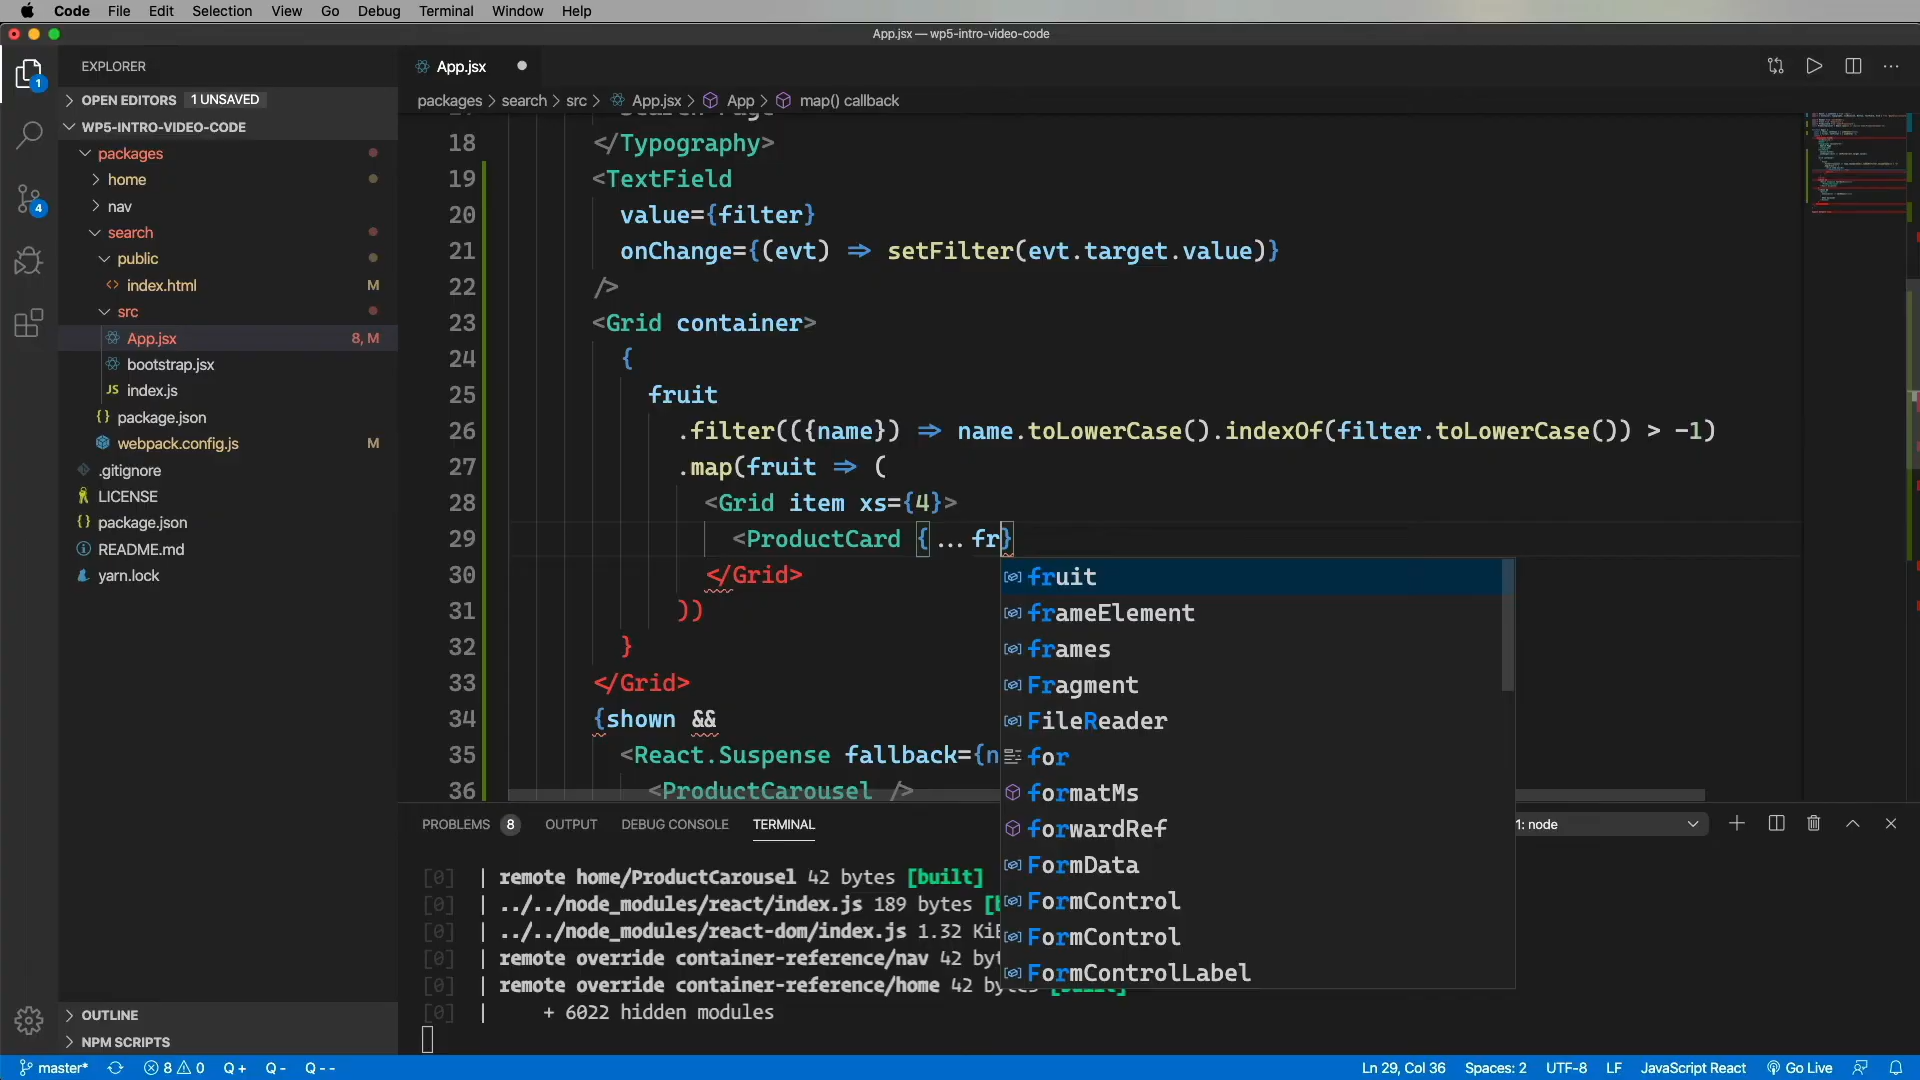 Code File Edit Selection View Go Debug Terminal Window Help
App.jsx — wp5-intro-video-code
EXPLORER
OPEN EDITORS 1 UNSAVED
WP5-INTRO-VIDEO-CODE
packages
home
nav
search
public
index.html M
src
App.jsx 8, M
bootstrap.jsx
JS index.js
{} package.json
webpack.config.js M
.gitignore
LICENSE
{} package.json
README.md
yarn.lock
OUTLINE
NPM SCRIPTS
1
4
App.jsx
packages > search > src > App.jsx > App > map() callback
18 </Typography>
19 <TextField
20 value={filter}
21 onChange={(evt) => setFilter(evt.target.value)}
22 />
23 <Grid container>
24 {
25 fruit
26 .filter(({name}) => name.toLowerCase().indexOf(filter.toLowerCase()) > -1)
27 .map(fruit => (
28 <Grid item xs={4}>
29 <ProductCard {...fr}
30 </Grid>
31 ))
32 }
33 </Grid>
34 {shown &&
35 <React.Suspense fallback={n
36 <ProductCarousel />
fruit
frameElement
frames
Fragment
FileReader
for
formatMs
forwardRef
FormData
FormControl
FormControl
FormControlLabel
PROBLEMS 8 OUTPUT DEBUG CONSOLE TERMINAL 1: node
[0] | remote home/ProductCarousel 42 bytes [built]
[0] | ../../node_modules/react/index.js 189 bytes [b
[0] | ../../node_modules/react-dom/index.js 1.32 KiB
[0] | remote override container-reference/nav 42 byt
[0] | remote override container-reference/home 42 bytes [built]
[0] | + 6022 hidden modules
master* 8 0 Q + Q - Q - - Ln 29, Col 36 Spaces: 2 UTF-8 LF JavaScript React Go Live